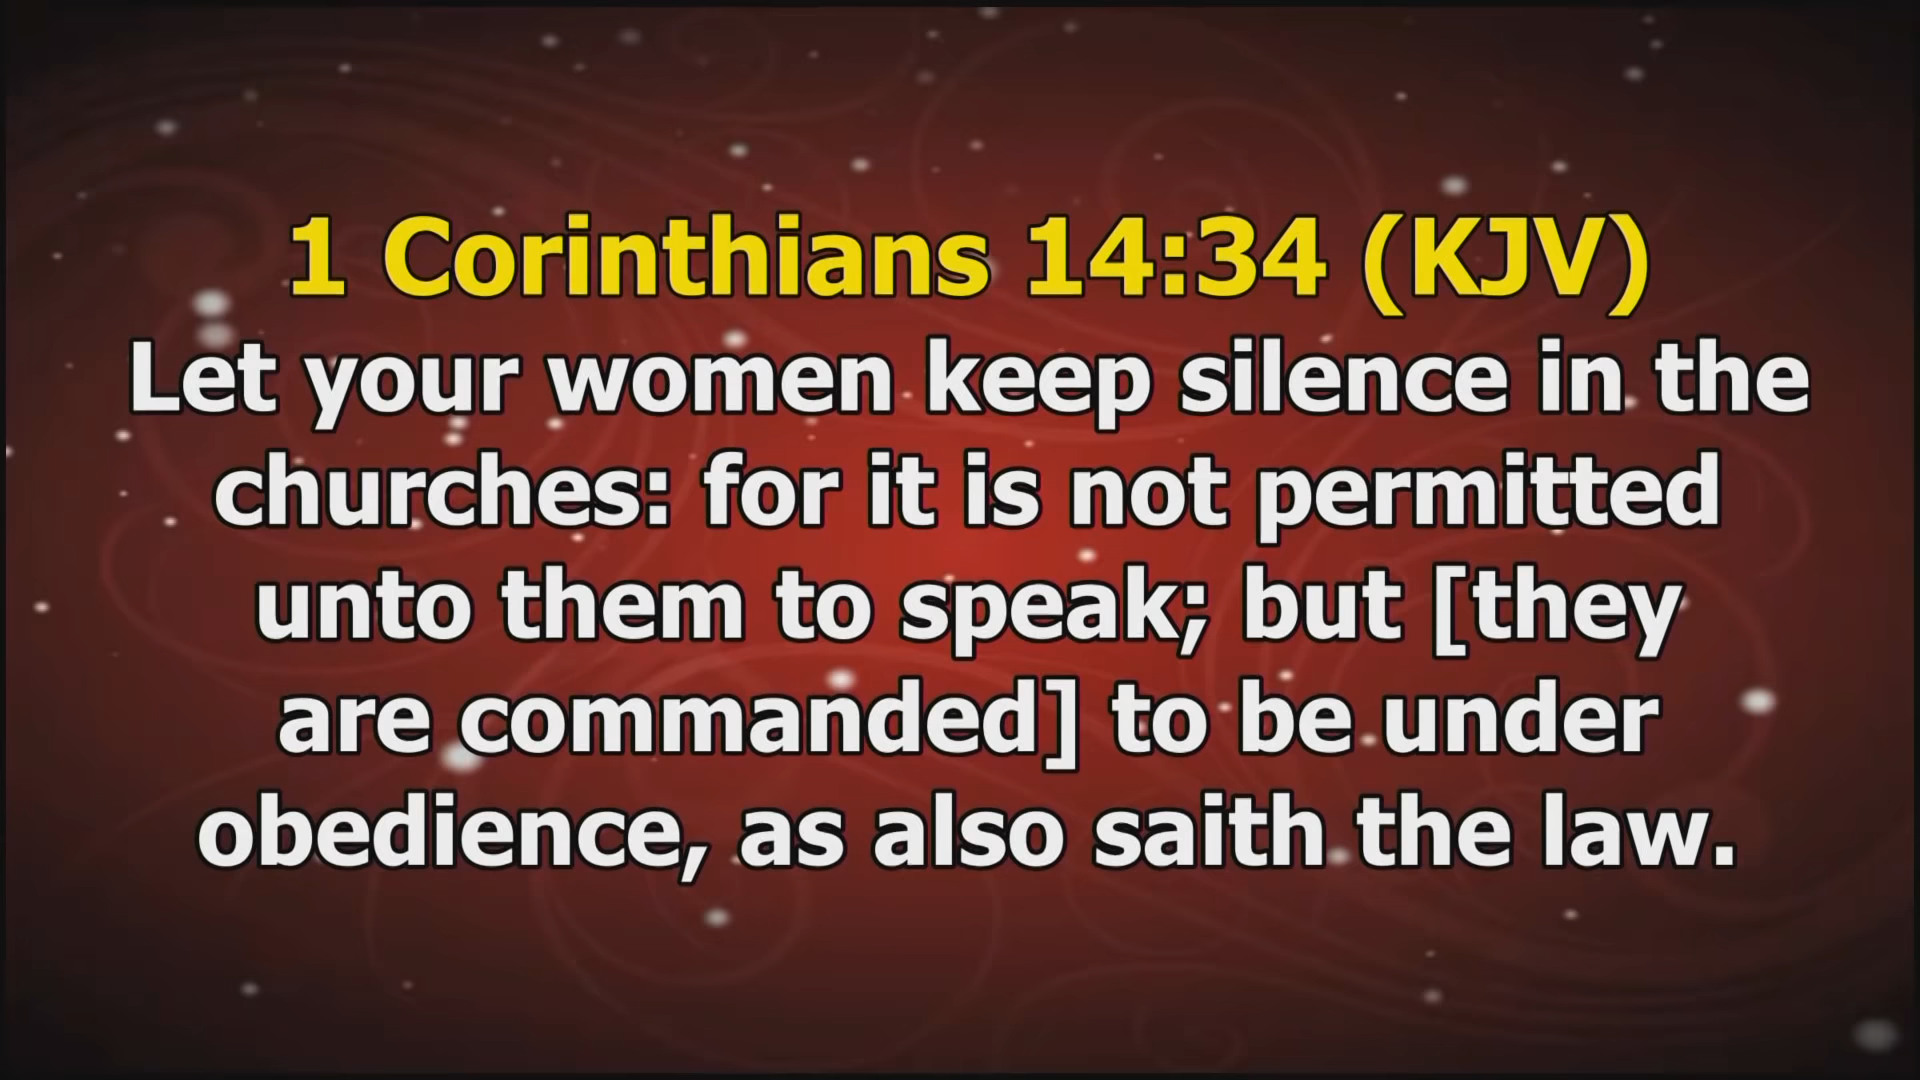 1 Corinthians 14:34 (KJV)
Let your women keep silence in the
churches: for it is not permitted
unto them to speak; but [they
are commanded] to be under
obedience, as also saith the law.